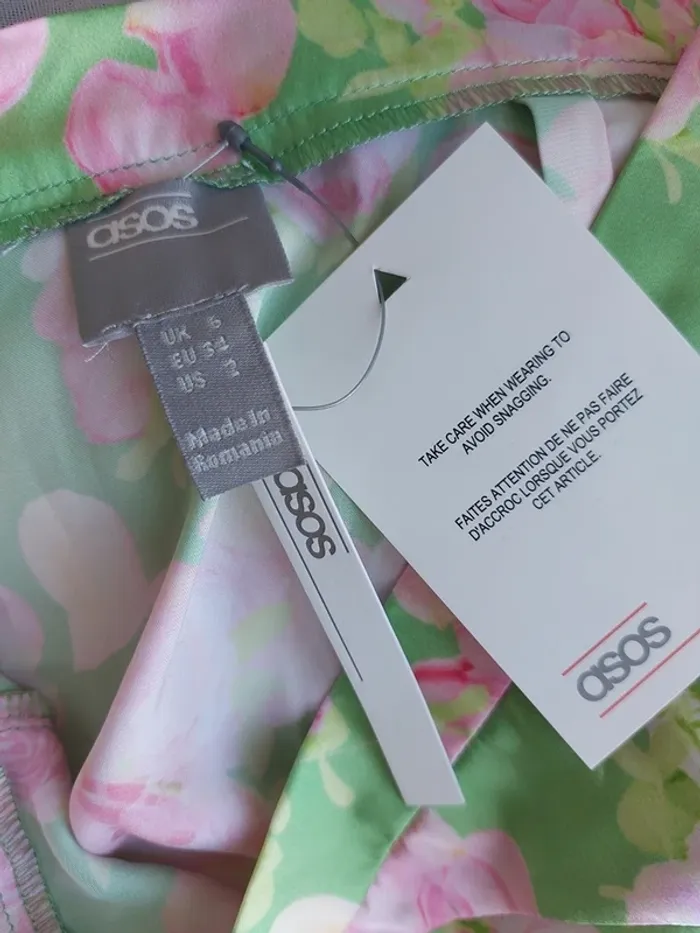 asos
UK 6
EU 34
US 2
Made in
Romania
asos
TAKE CARE WHEN WEARING TO
AVOID SNAGGING.
FAITES ATTENTION DE NE PAS FAIRE
D'ACCROC LORSQUE VOUS PORTEZ
CET ARTICLE.
asos